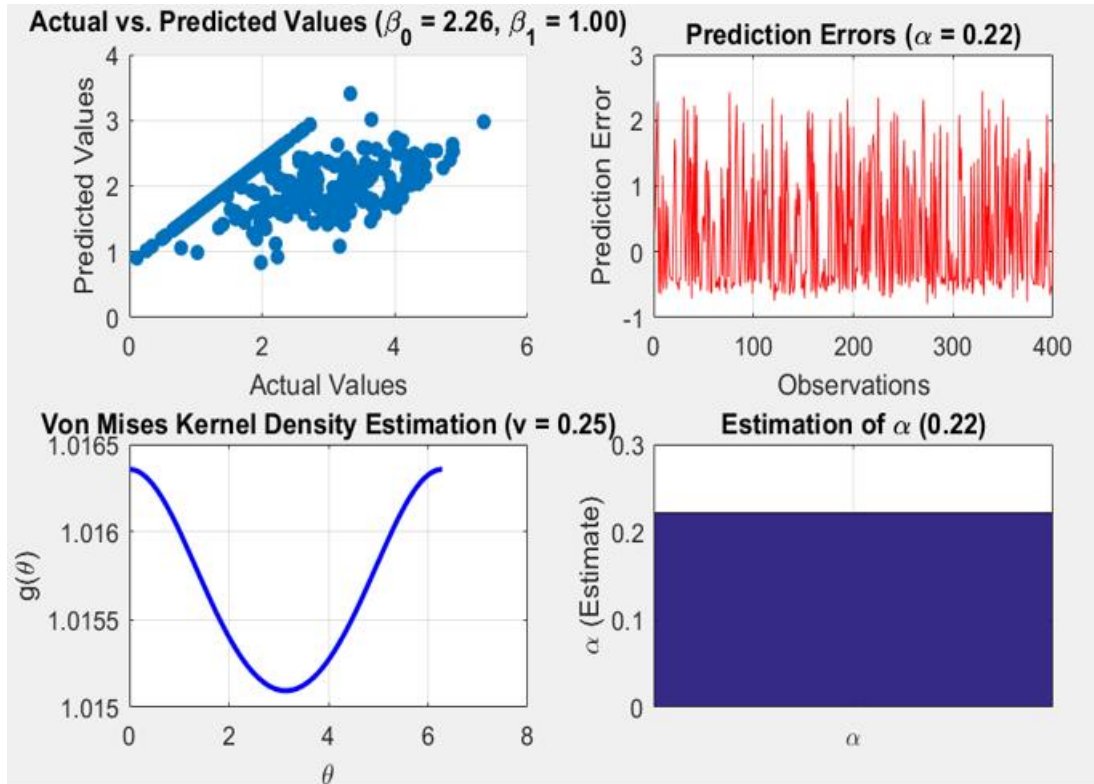 Actual vs. Predicted Values (β₀ = 2.26, β₁ = 1.00)
4
3
2
1
0
Predicted Values
0 2 4 6
Actual Values
Prediction Errors (α = 0.22)
3
2
1
0
-1
Prediction Error
0 100 200 300 400
Observations
Von Mises Kernel Density Estimation (v = 0.25)
1.0165
1.016
1.0155
1.015
g(θ)
0 2 4 6 8
θ
Estimation of α (0.22)
0.3
0.2
0.1
0
α (Estimate)
α